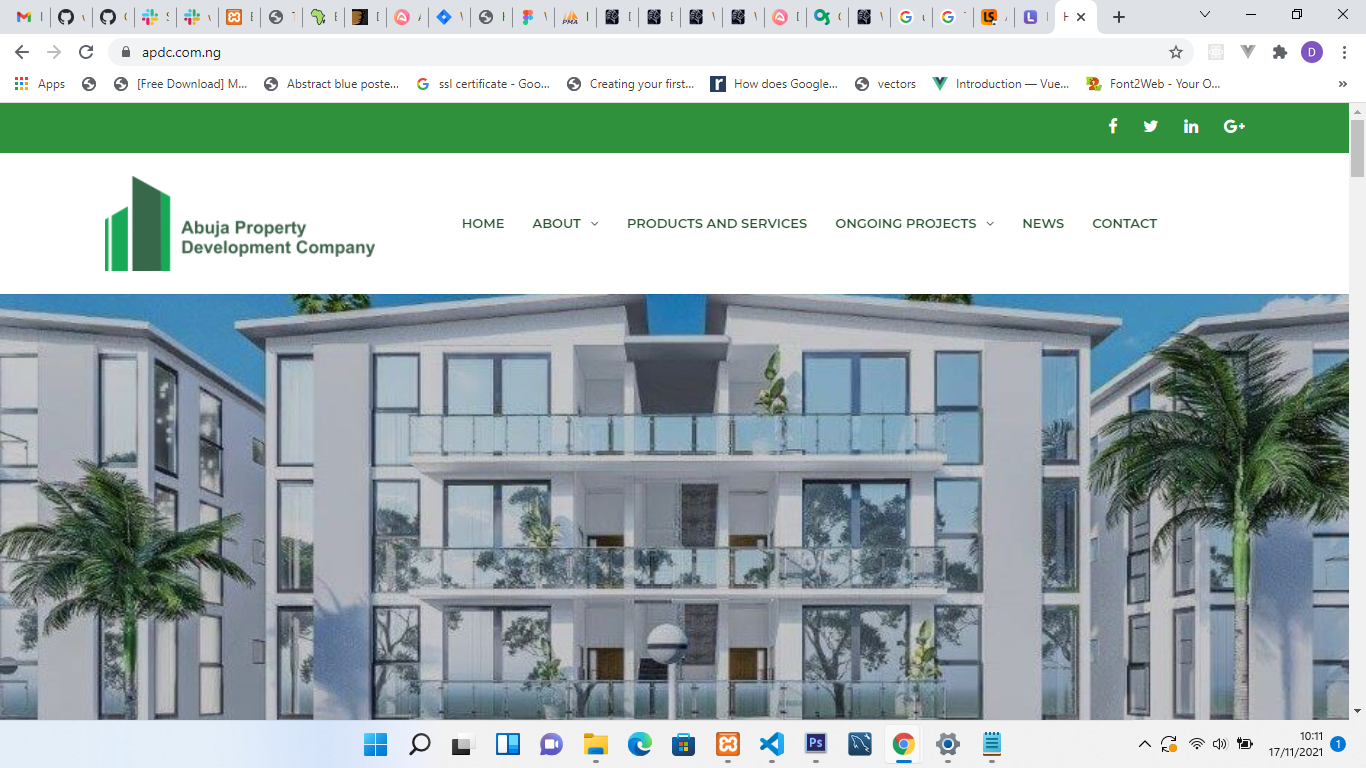 apdc.com.ng
D
Apps
[Free Download] M...
Abstract blue poste...
ssl certificate - Goo...
Creating your first...
How does Google...
vectors
Introduction — Vue...
Font2Web - Your O...
»
Abuja Property
Development Company
HOME ABOUT PRODUCTS AND SERVICES ONGOING PROJECTS NEWS CONTACT
10:11
17/11/2021
1